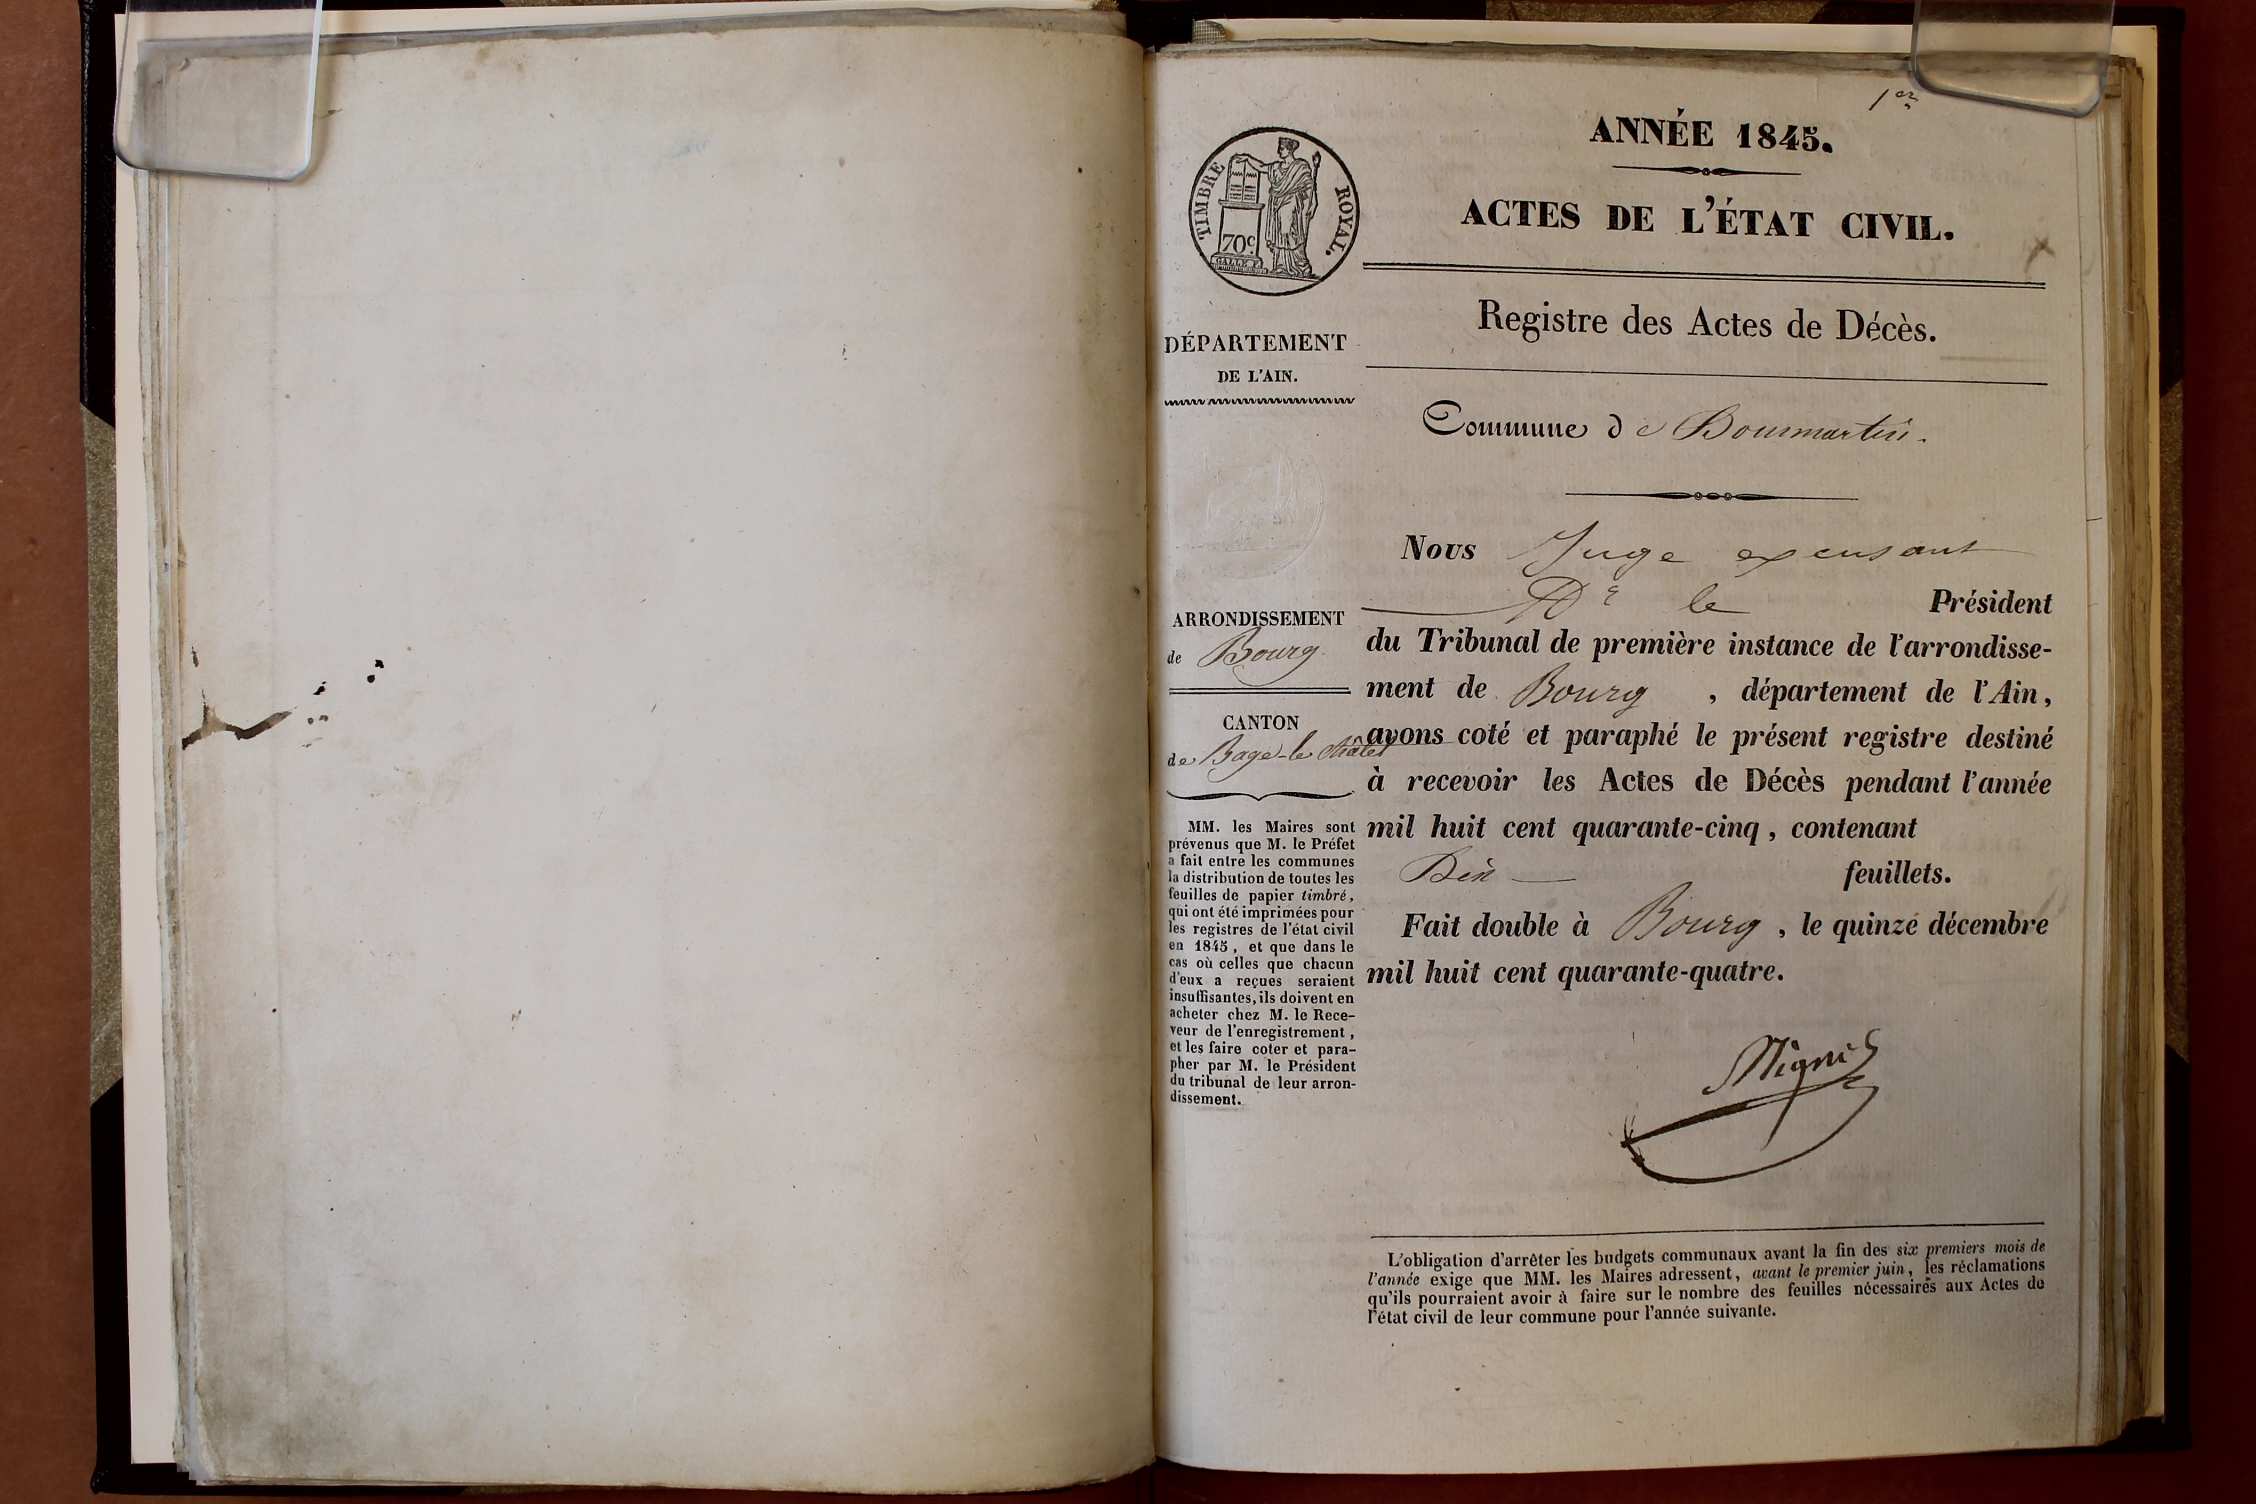 1er
ANNÉE 1845.
ACTES DE L'ÉTAT CIVIL.
TIMBRE ROYAL.
70c
GALLE F.
Registre des Actes de Décès.
DÉPARTEMENT
DE L'AIN.
Commune de Dommartin.
ARRONDISSEMENT
de Bourg
CANTON
de Bagé-le-Châtel
MM. les Maires sont
prévenus que M. le Préfet
a fait entre les communes
la distribution de toutes les
feuilles de papier timbré,
qui ont été imprimées pour
les registres de l'état civil
en 1845, et que dans le
cas où celles que chacun
d'eux a reçues seraient
insuffisantes, ils doivent en
acheter chez M. le Rece-
veur de l'enregistrement,
et les faire coter et para-
pher par M. le Président
du tribunal de leur arron-
dissement.
Nous Juge
le Président
du Tribunal de première instance de l'arrondisse-
ment de Bourg, département de l'Ain,
avons coté et paraphé le présent registre destiné
à recevoir les Actes de Décès pendant l'année
mil huit cent quarante-cinq, contenant
Dix feuillets.
Fait double à Bourg, le quinze décembre
mil huit cent quarante-quatre.
L'obligation d'arrêter les budgets communaux avant la fin des six premiers mois de
l'année exige que MM. les Maires adressent, avant le premier juin, les réclamations
qu'ils pourraient avoir à faire sur le nombre des feuilles nécessaires aux Actes de
l'état civil de leur commune pour l'année suivante.